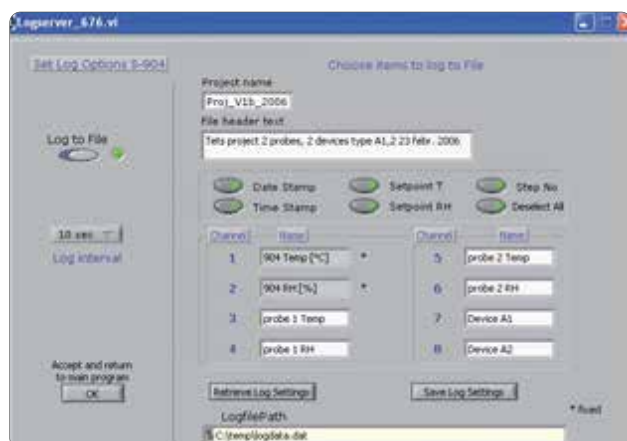 Logserver_676.vi
Set Log Options S-904
Choose items to log to File
Project name
Proj_V1b_2006
File header text
Tets project 2 probes, 2 devices type A1,2 23 febr. 2006
Log to File
Date Stamp
Setpoint T
Step No
Time Stamp
Setpoint RH
Deselect All
10 sec
Log interval
Channel
Name
Channel
Name
1
904 Temp [°C]
*
5
probe 2 Temp
2
904 RH [%]
*
6
probe 2 RH
3
probe 1 Temp
7
Device A1
4
probe 1 RH
8
Device A2
Accept and return
to main program
OK
Retrieve Log Settings
Save Log Settings
* fixed
LogfilePath
C:\temp\logdata.dat